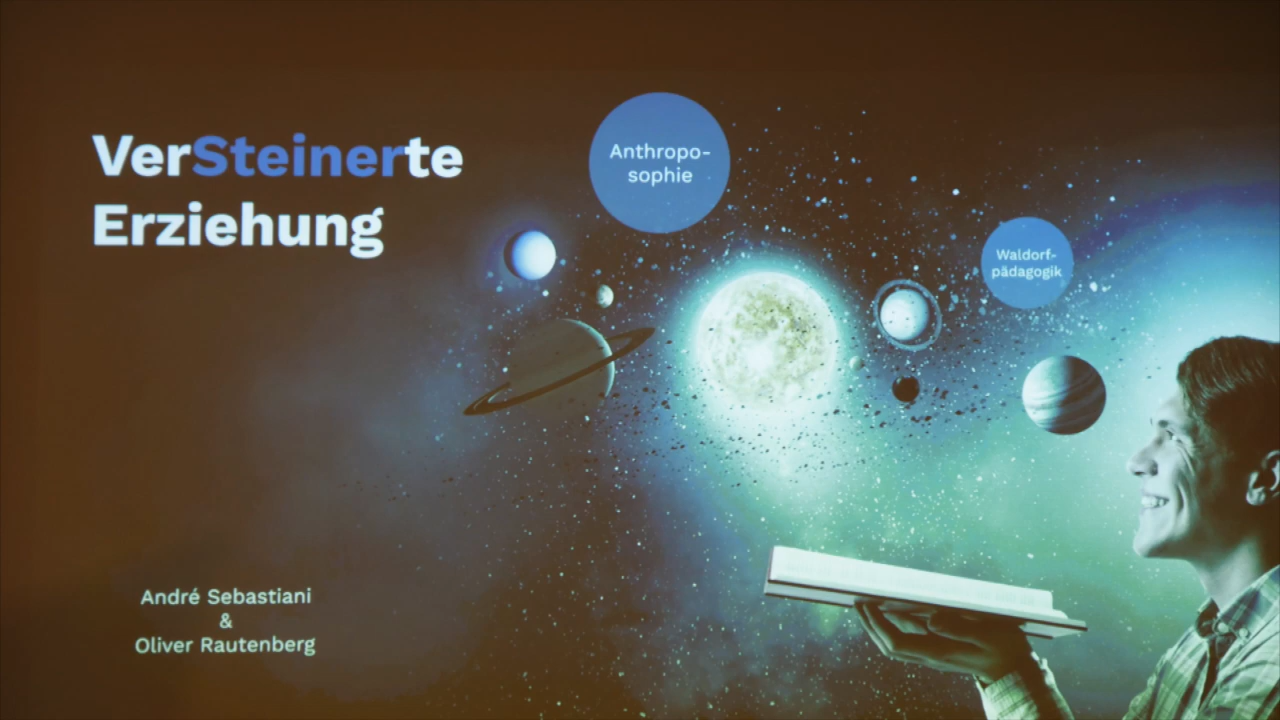 VerSteinerte
Erziehung
Anthropo-
sophie
Waldorf-
pädagogik
André Sebastiani
&
Oliver Rautenberg